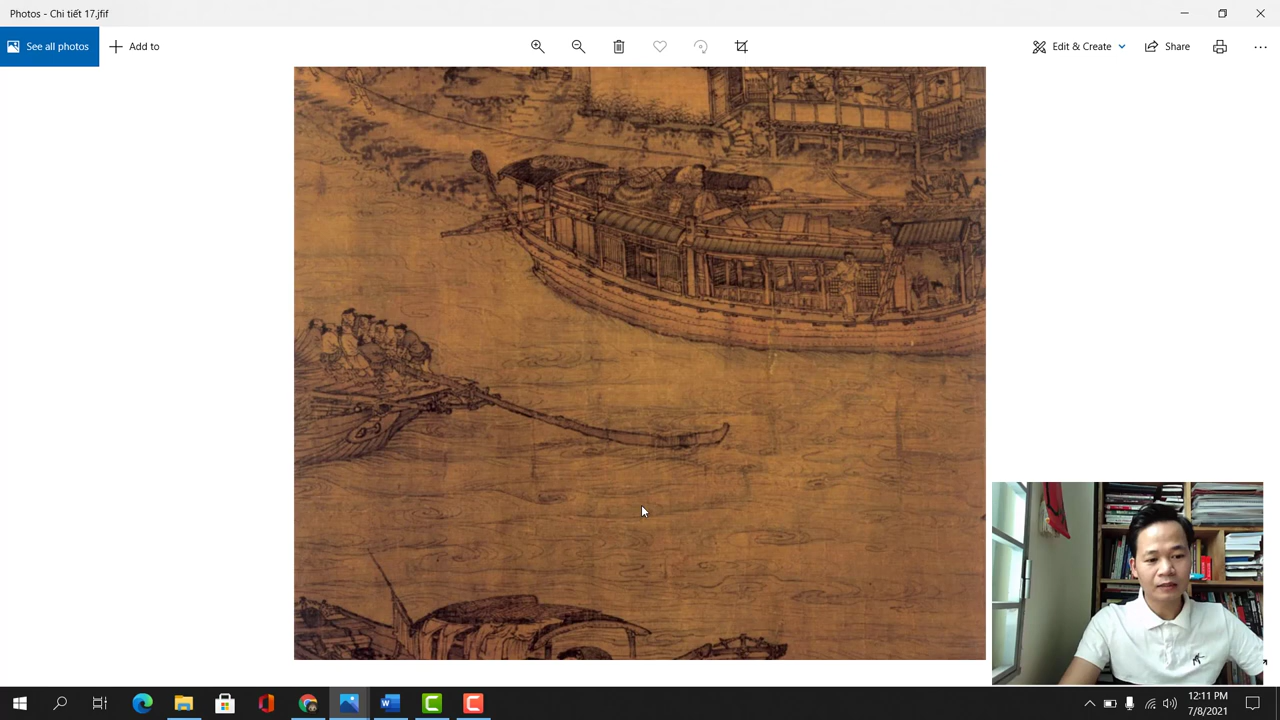 Photos - Chi tiết 17.jfif
See all photos
Add to
Edit & Create
Share
12:11 PM
7/8/2021